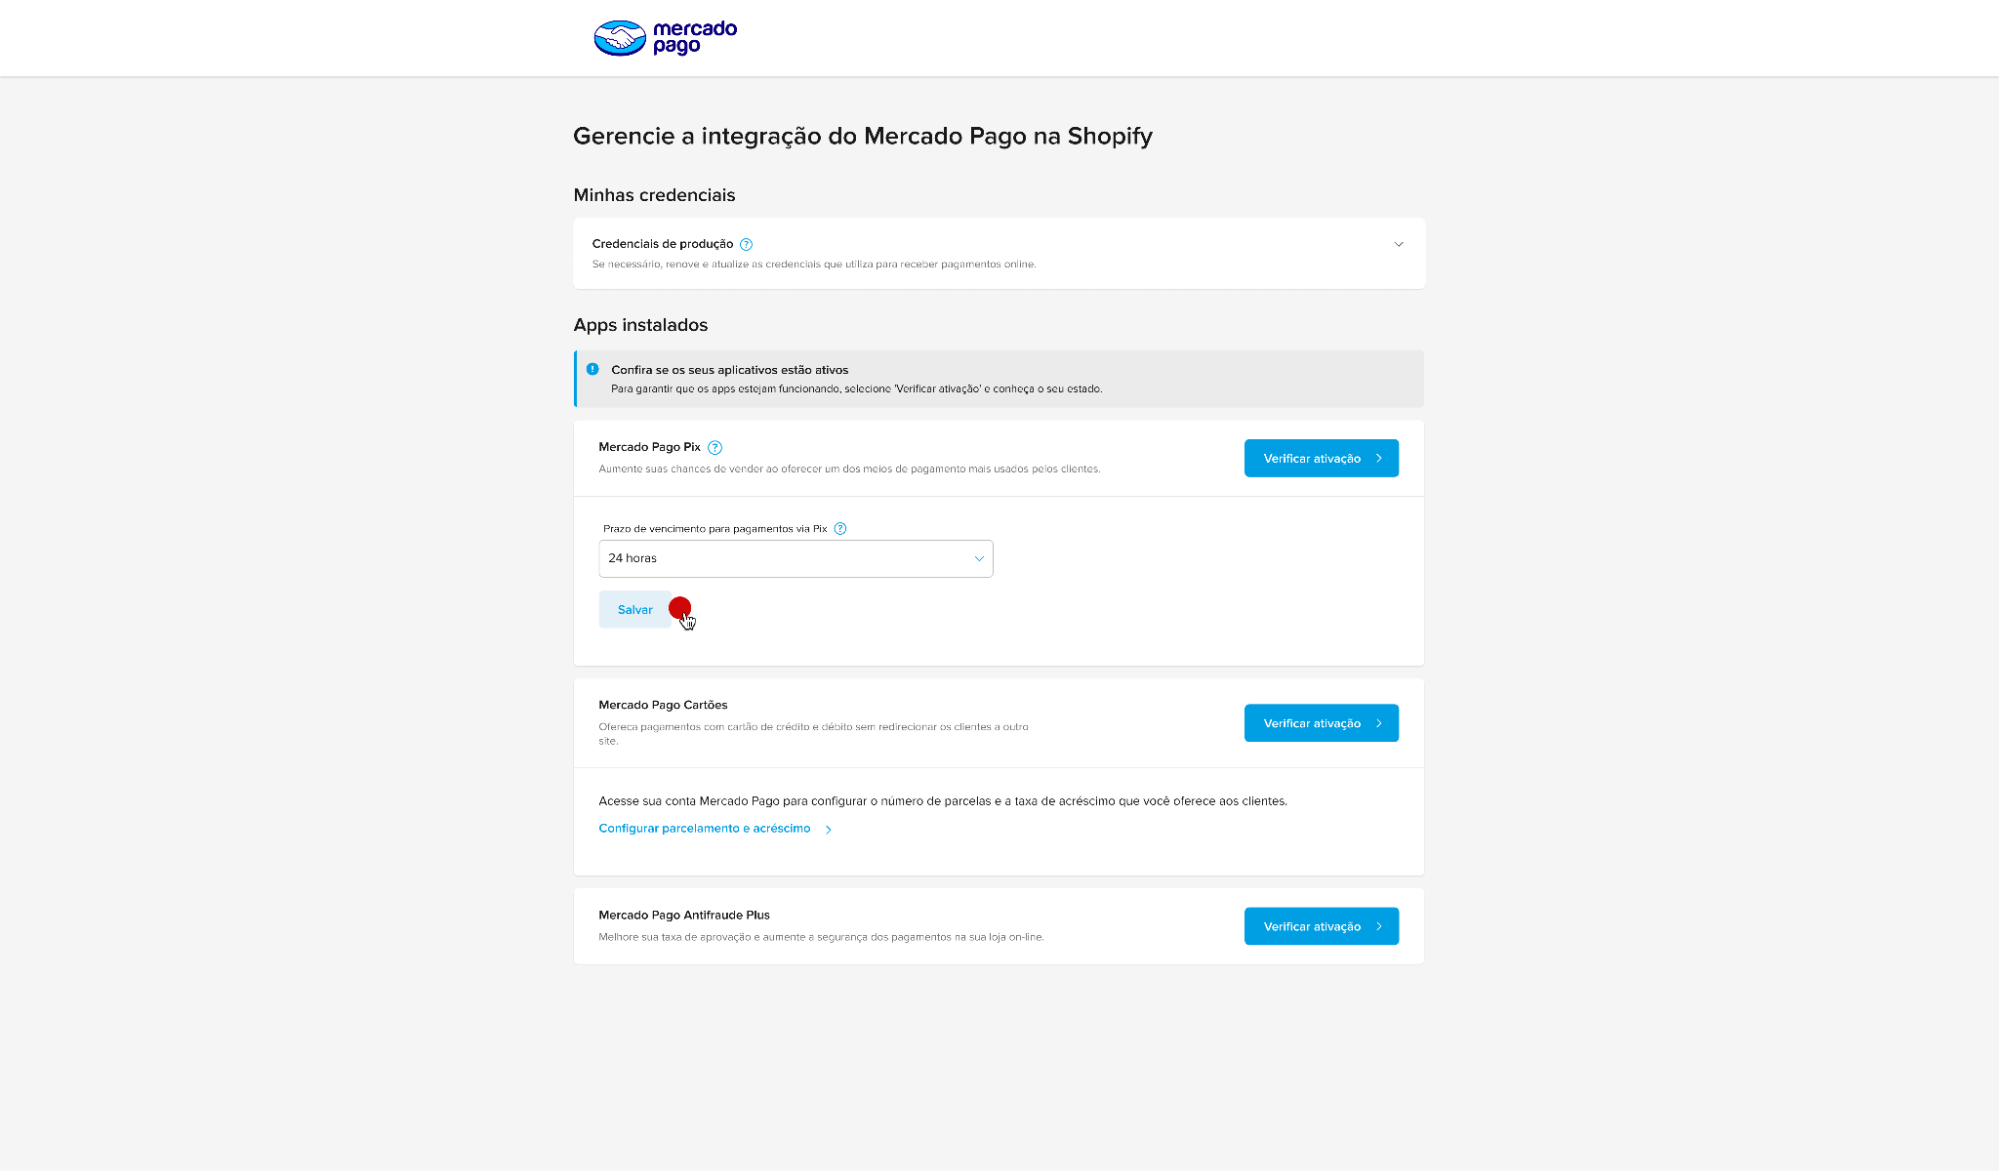 mercado
pago
Gerencie a integração do Mercado Pago na Shopify
Minhas credenciais
Credenciais de produção ?
Se necessário, renove e atualize as credenciais que utiliza para receber pagamentos online.
Apps instalados
Confira se os seus aplicativos estão ativos
Para garantir que os apps estejam funcionando, selecione 'Verificar ativação' e conheça o seu estado.
Mercado Pago Pix ?
Aumente suas chances de vender ao oferecer um dos meios de pagamento mais usados pelos clientes.
Verificar ativação
Prazo de vencimento para pagamentos via Pix ?
24 horas
Salvar
Mercado Pago Cartões
Ofereca pagamentos com cartão de crédito e débito sem redirecionar os clientes a outro
site.
Verificar ativação
Acesse sua conta Mercado Pago para configurar o número de parcelas e a taxa de acréscimo que você oferece aos clientes.
Configurar parcelamento e acréscimo
Mercado Pago Antifraude Plus
Melhore sua taxa de aprovação e aumente a segurança dos pagamentos na sua loja on-line.
Verificar ativação